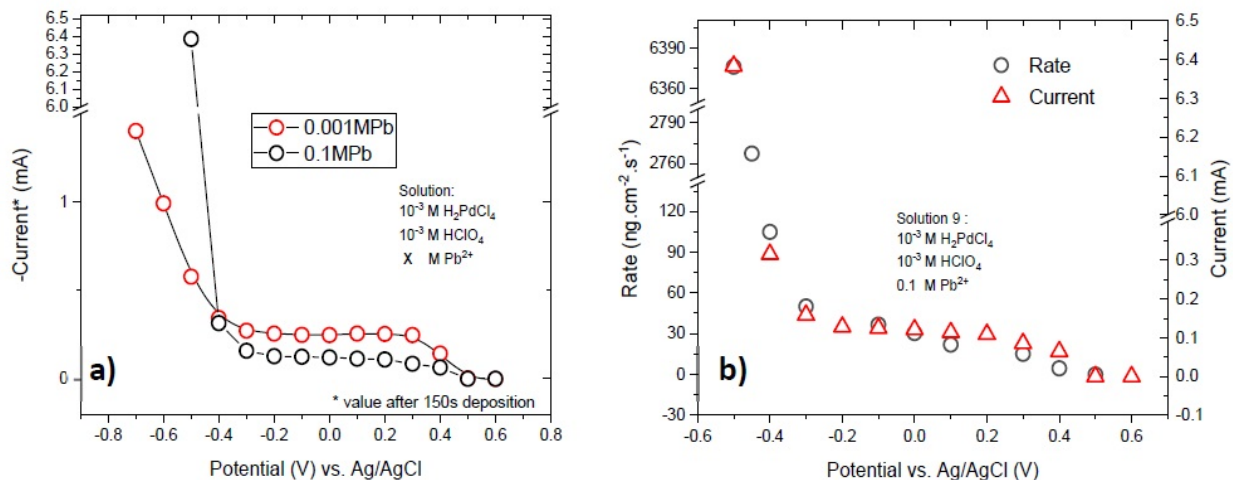 6.4
6.3
6.2
6.1
6.0
1
0
-Current* (mA)
0.001MPb
0.1MPb
Solution:
10⁻³ M H₂PdCl₄
10⁻³ M HClO₄
X M Pb²⁺
a)
* value after 150s deposition
-0.8 -0.6 -0.4 -0.2 0.0 0.2 0.4 0.6 0.8
Potential (V) vs. Ag/AgCl
b)
6390
6360
2790
2760
120
90
60
30
0
-30
Rate (ng.cm⁻².s⁻¹)
Rate
Current
Solution 9 :
10⁻³ M H₂PdCl₄
10⁻³ M HClO₄
0.1 M Pb²⁺
6.5
6.4
6.3
6.2
6.1
6.0
0.3
0.2
0.1
0.0
-0.1
Current (mA)
-0.6 -0.4 -0.2 0.0 0.2 0.4 0.6
Potential vs. Ag/AgCl (V)